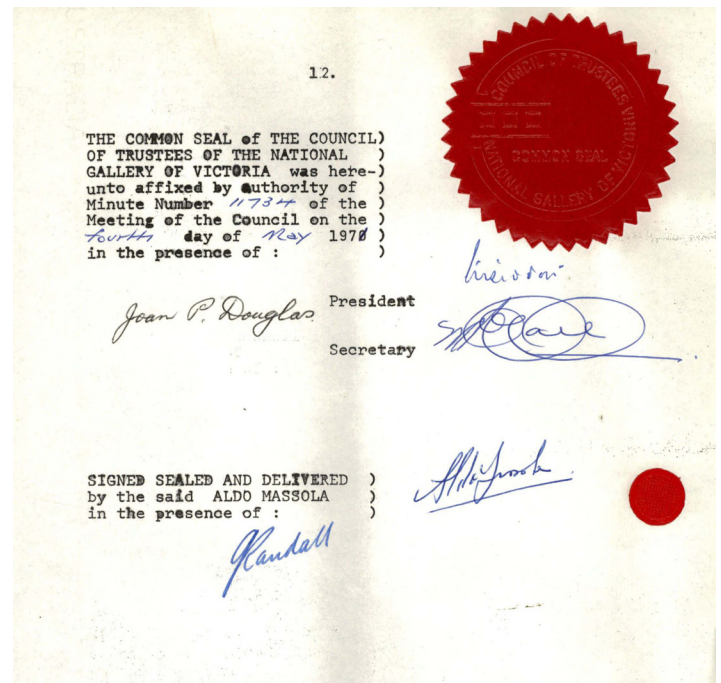 12.
COUNCIL OF TRUSTEES
NATIONAL GALLERY OF VICTORIA
COMMON SEAL
THE COMMON SEAL of THE COUNCIL)
OF TRUSTEES OF THE NATIONAL )
GALLERY OF VICTORIA was here-)
unto affixed by authority of )
Minute Number 11734 of the )
Meeting of the Council on the )
fourth day of May 1971 )
in the presence of : )
Joan P. Douglas
President
Secretary
SIGNED SEALED AND DELIVERED )
by the said ALDO MASSOLA )
in the presence of : )